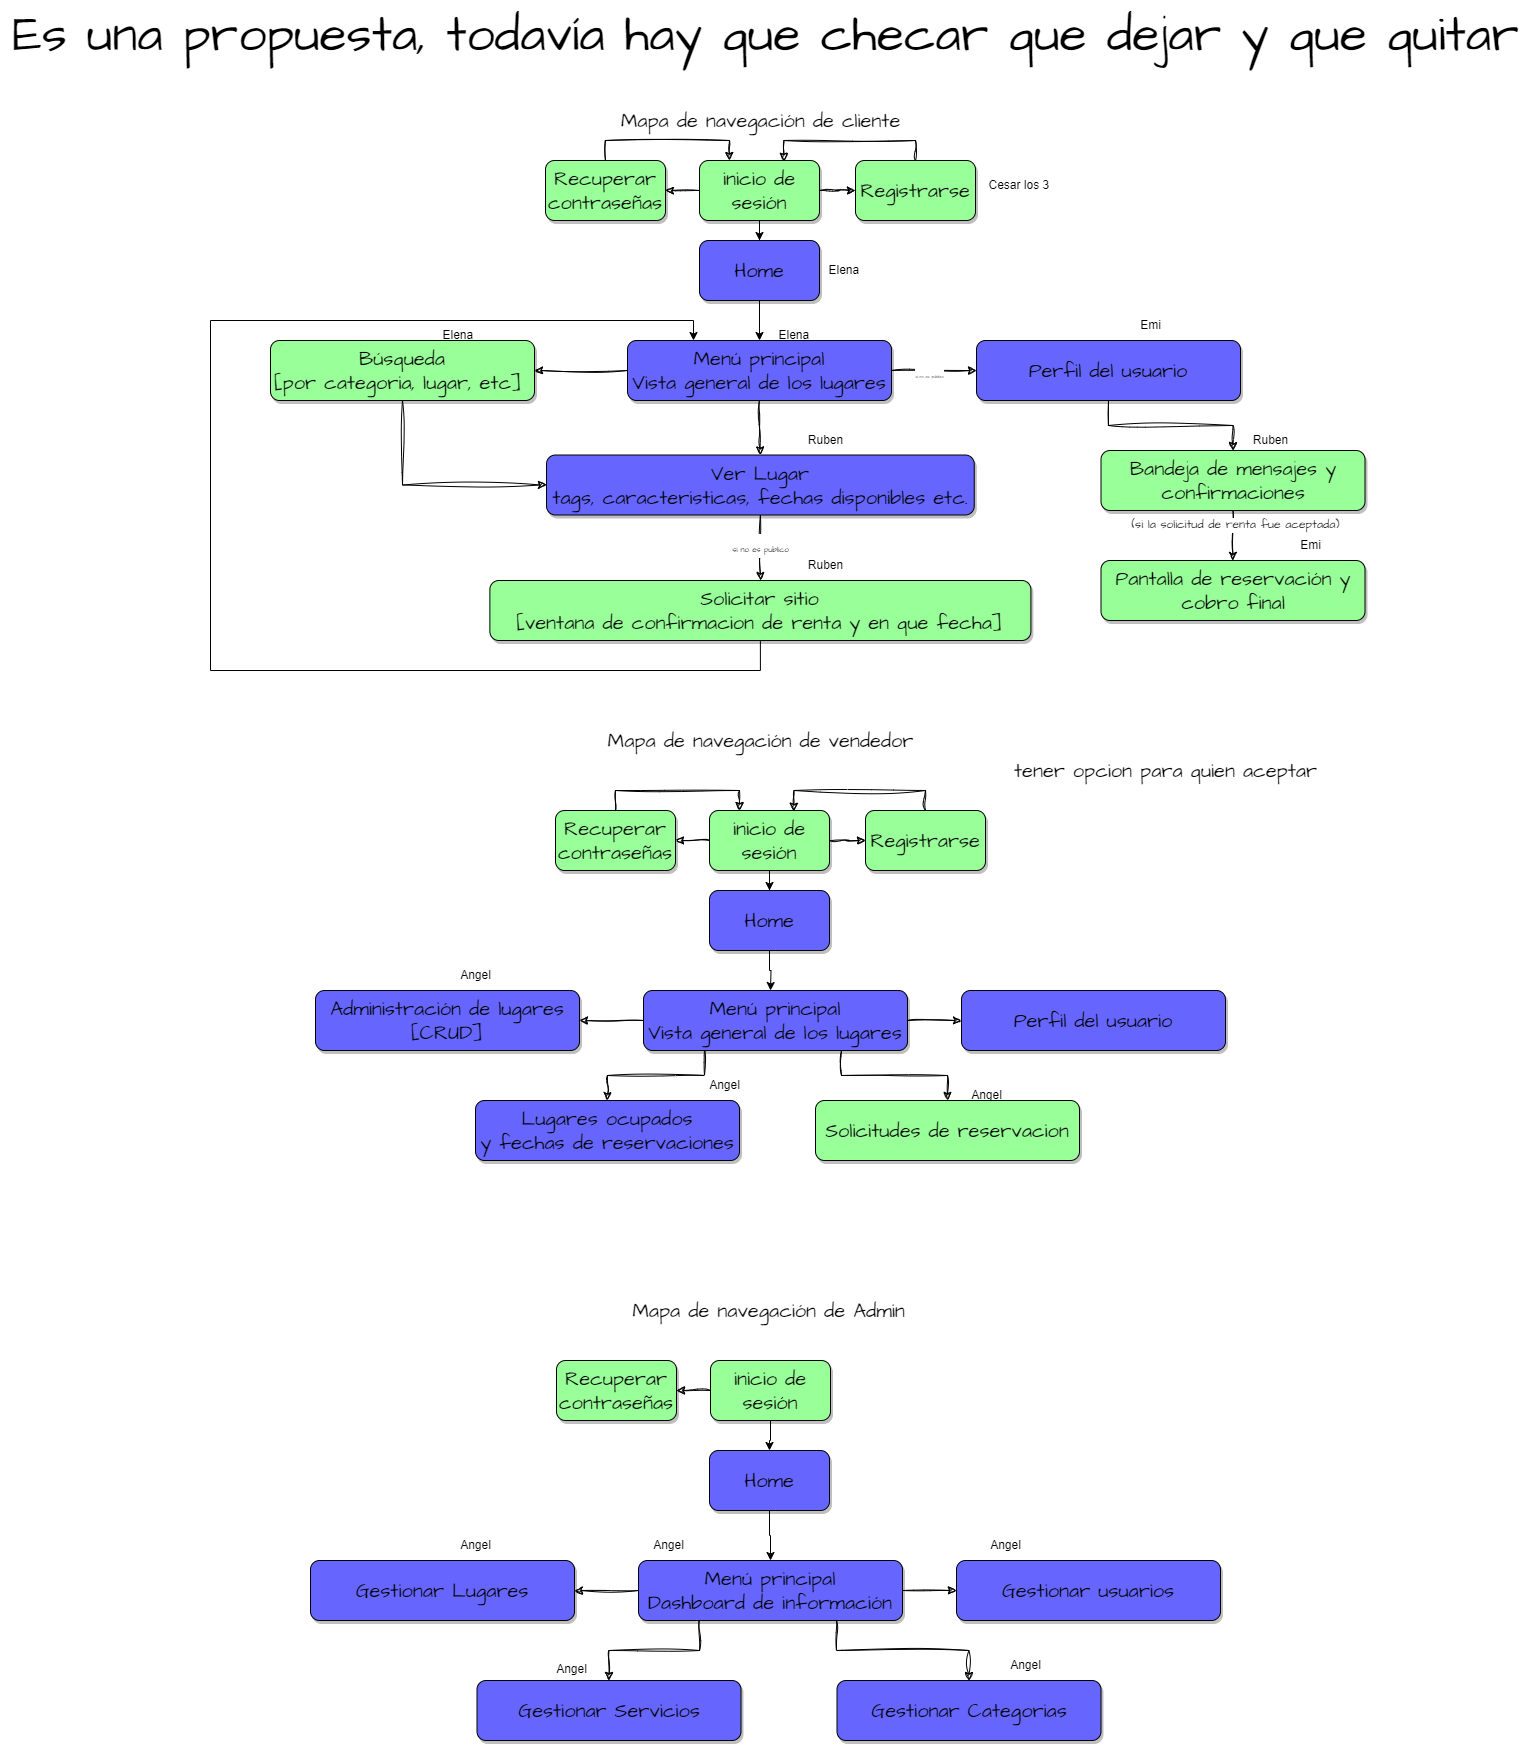 Es una propuesta, todavía hay que checar que dejar y que quitar
Mapa de navegación de cliente
Recuperar
contraseñas
inicio de
sesión
Registrarse
Cesar los 3
Home
Elena
Elena
Búsqueda
[por categoria, lugar, etc]
Elena
Menú principal
Vista general de los lugares
si no es público
Emi
Perfil del usuario
Ruben
Ver Lugar
tags, caracteristicas, fechas disponibles etc.
Ruben
Bandeja de mensajes y
confirmaciones
(si la solicitud de renta fue aceptada)
Emi
Pantalla de reservación y
cobro final
si no es público
Ruben
Solicitar sitio
[ventana de confirmacion de renta y en que fecha]
Mapa de navegación de vendedor
tener opcion para quien aceptar
Recuperar
contraseñas
inicio de
sesión
Registrarse
Home
Angel
Administración de lugares
[CRUD]
Menú principal
Vista general de los lugares
Perfil del usuario
Angel
Lugares ocupados
y fechas de reservaciones
Angel
Solicitudes de reservacion
Mapa de navegación de Admin
Recuperar
contraseñas
inicio de
sesión
Home
Angel
Gestionar Lugares
Angel
Menú principal
Dashboard de información
Angel
Gestionar usuarios
Angel
Gestionar Servicios
Angel
Gestionar Categorias